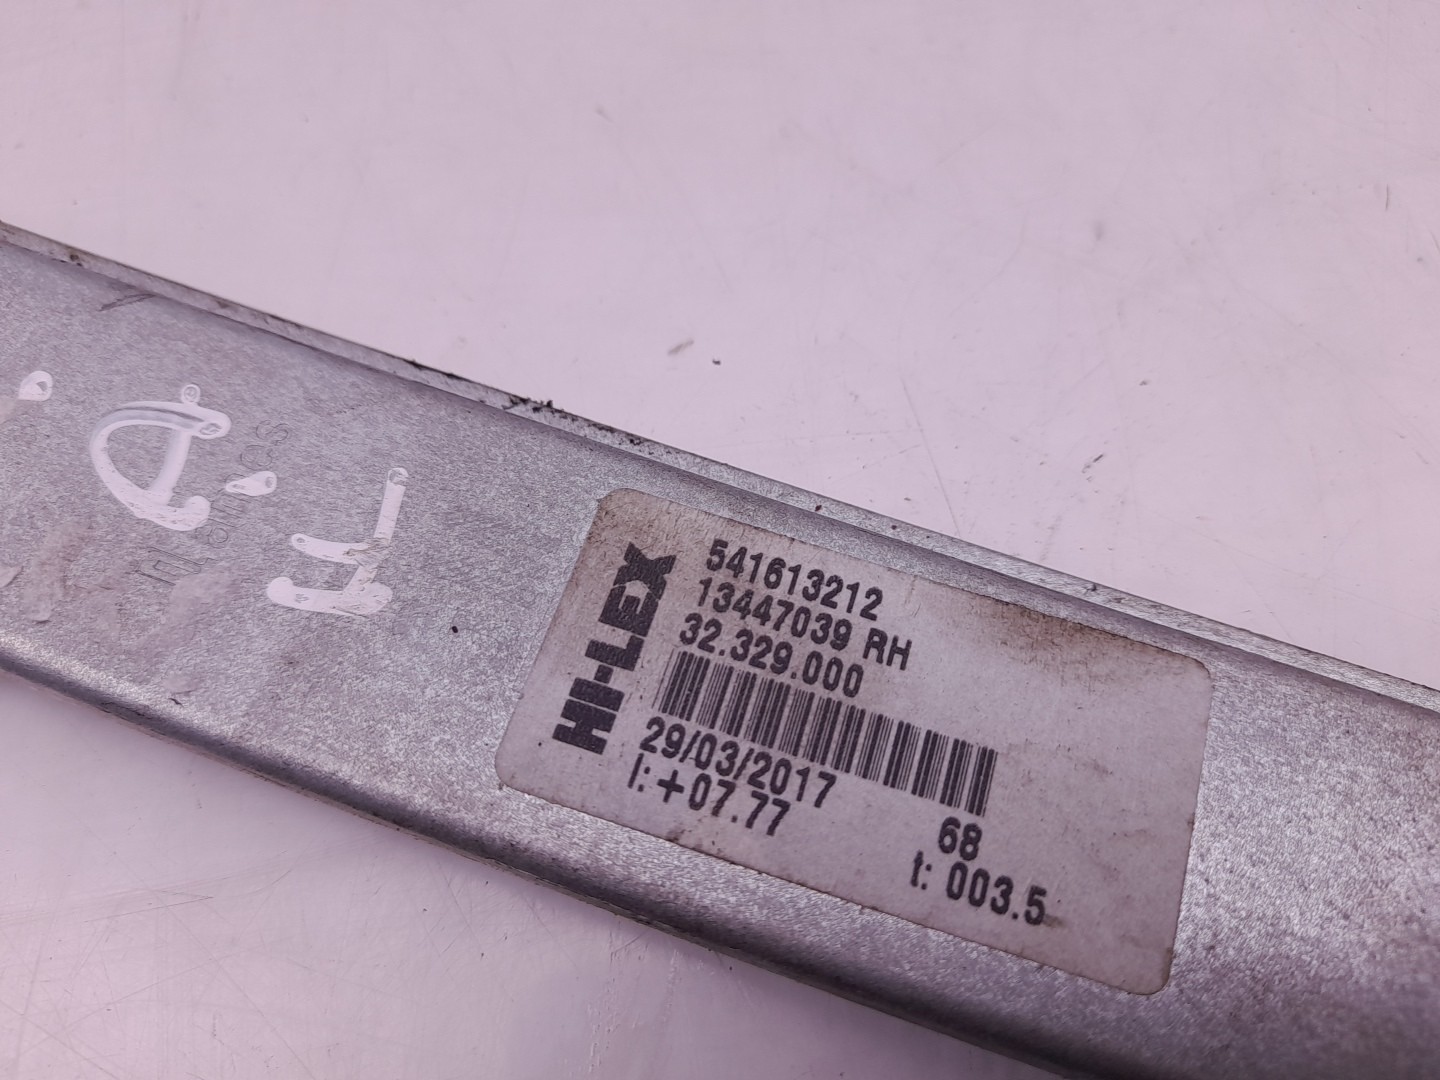 HI-LEX
541613212
13447039 RH
32.329.000
29/03/2017
68
l: +07.77
t: 003.5